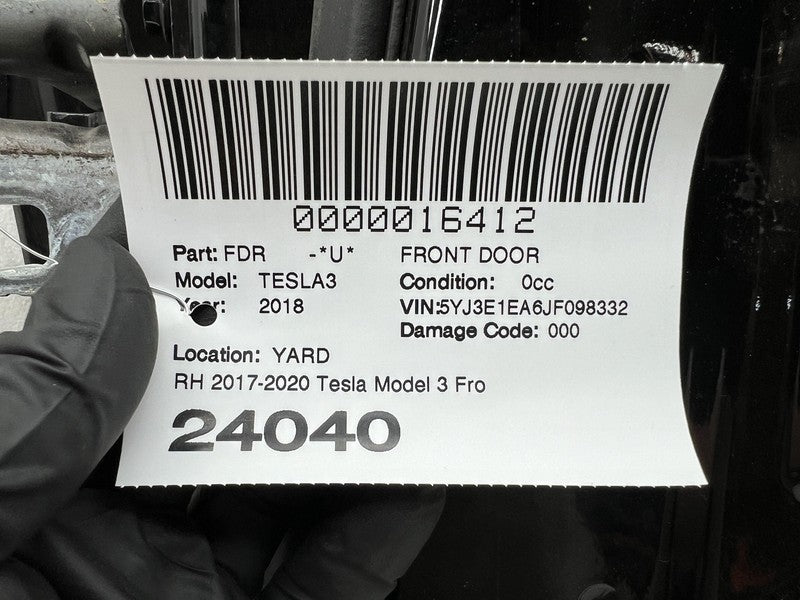 0000016412
Part: FDR -*U* FRONT DOOR
Model: TESLA3 Condition: 0cc
Year: 2018 VIN:5YJ3E1EA6JF098332
Damage Code: 000
Location: YARD
RH 2017-2020 Tesla Model 3 Fro
24040